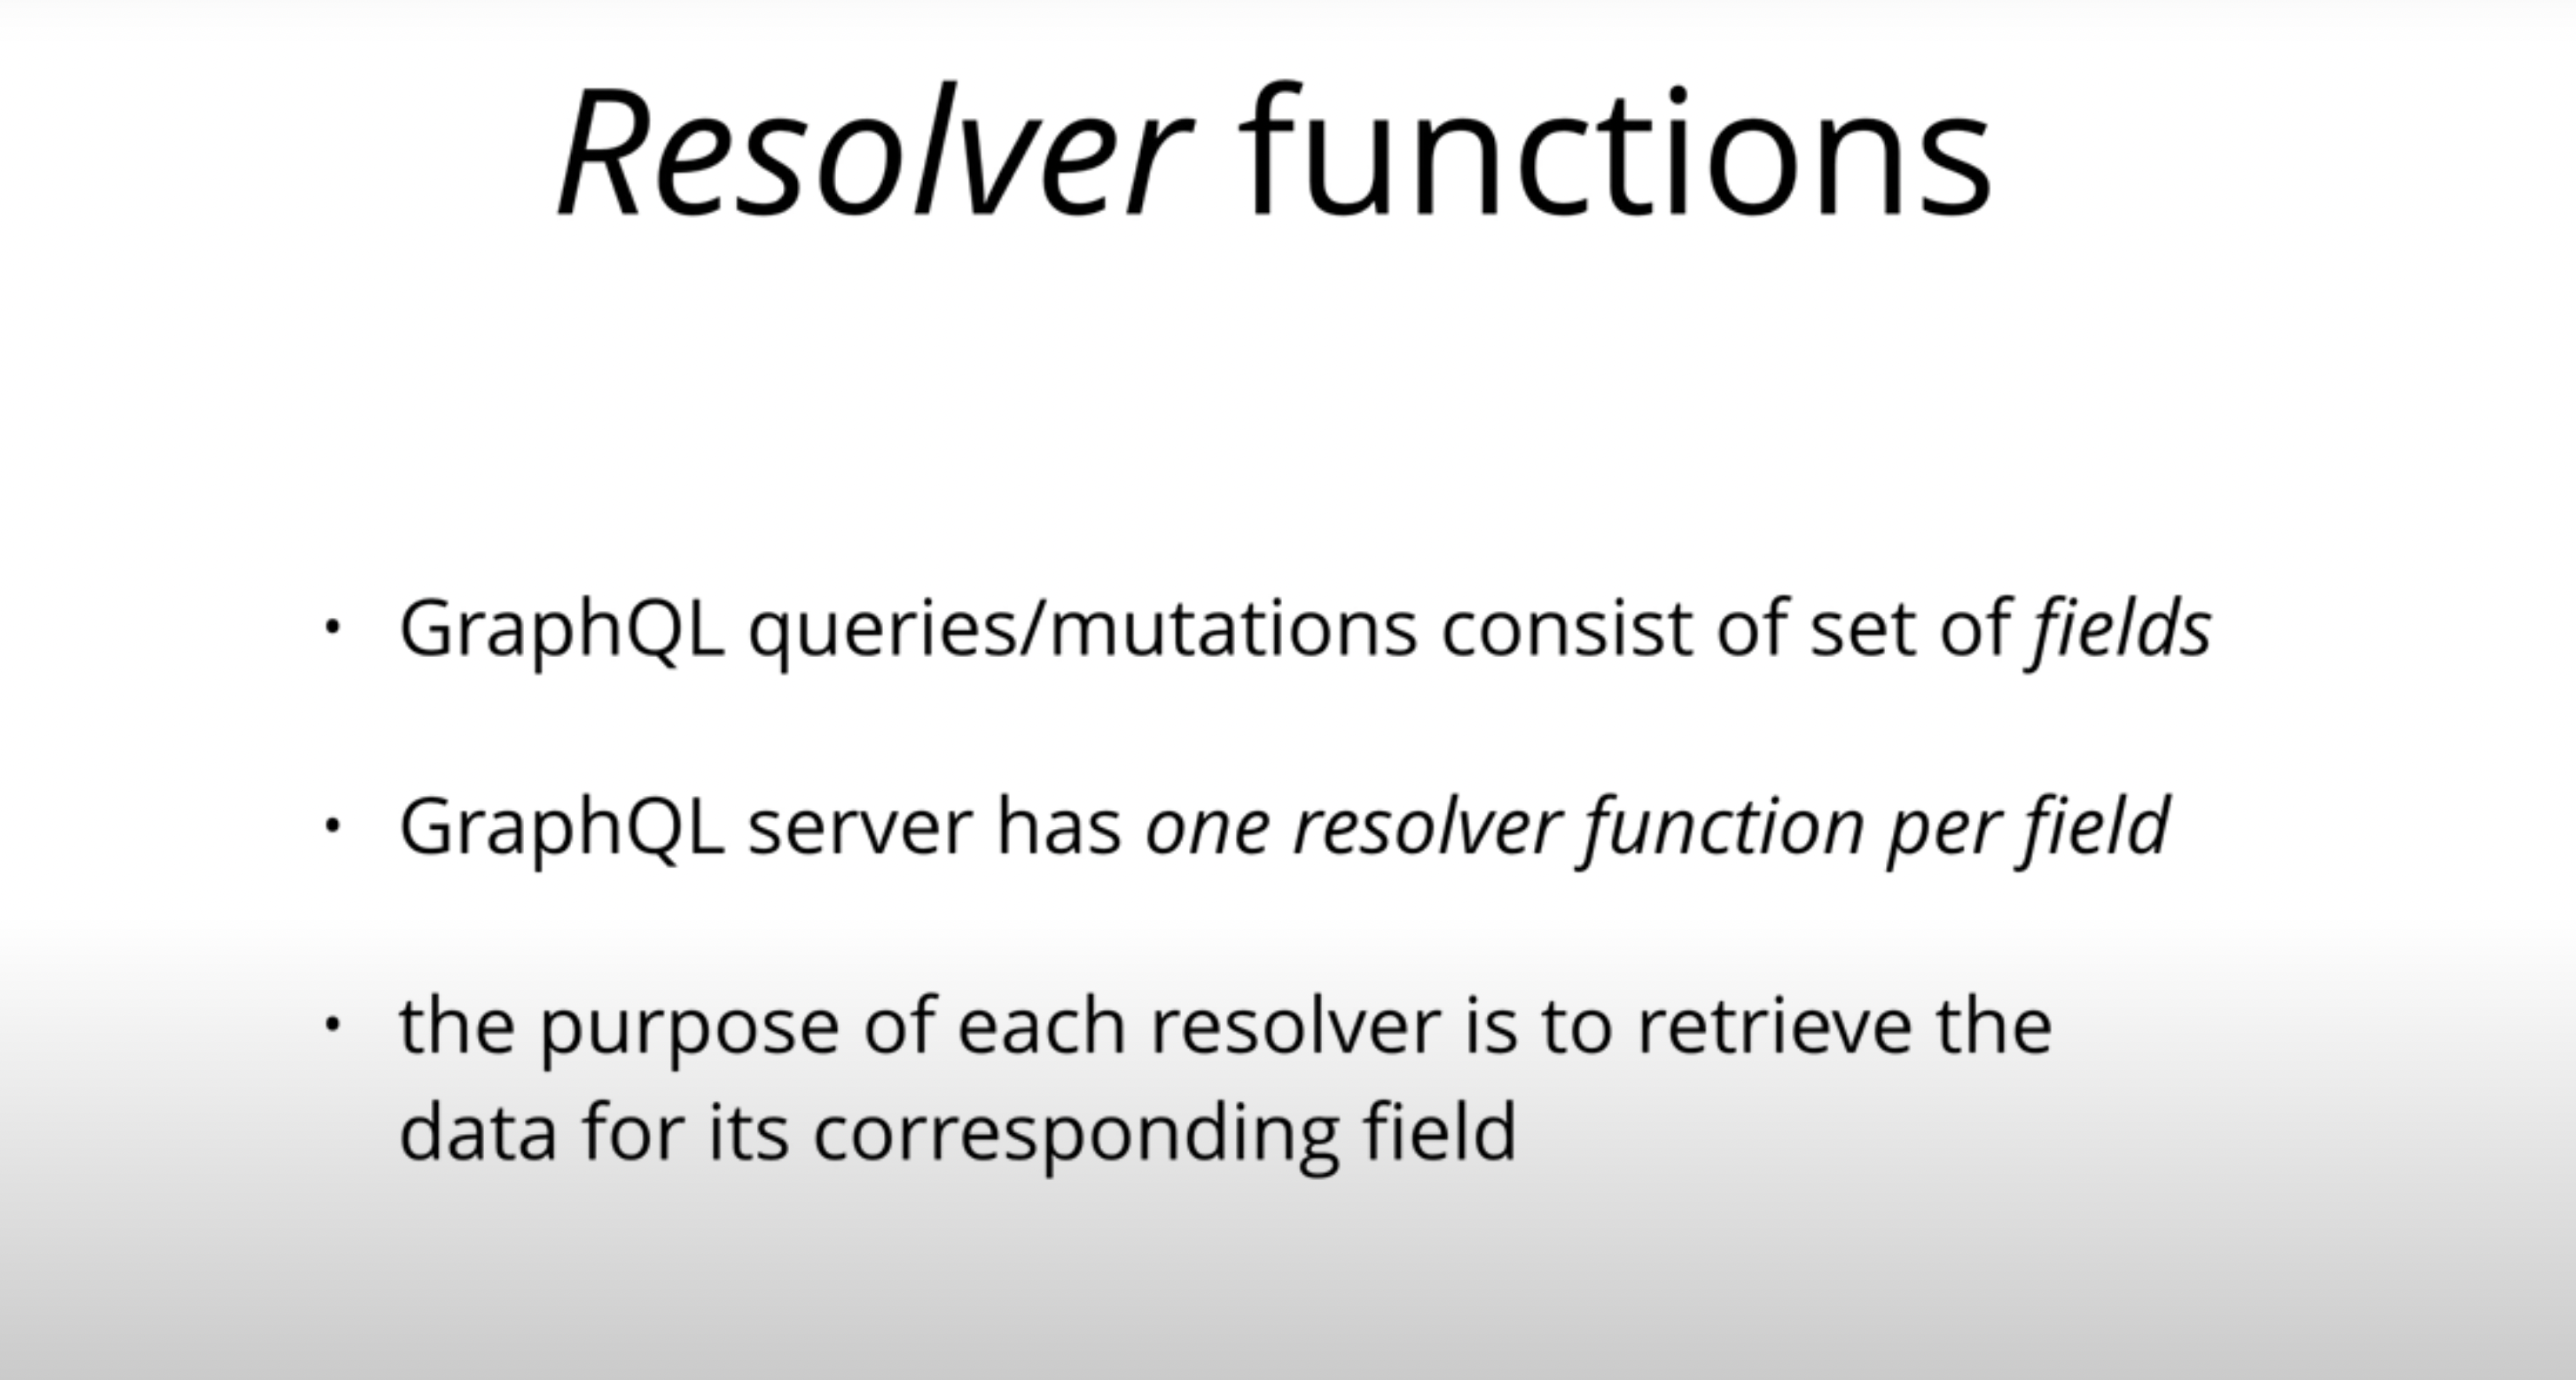 Resolver functions
• GraphQL queries/mutations consist of set of fields
• GraphQL server has one resolver function per field
• the purpose of each resolver is to retrieve the
data for its corresponding field